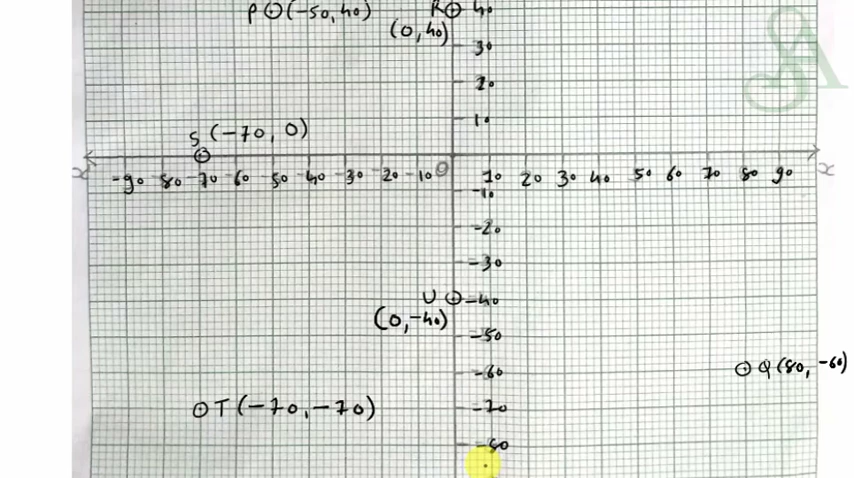 P (-50, 40)
R 40
(0, 40)
30
20
10
S (-70, 0)
x -90 -80 -70 -60 -50 -40 -30 -20 -10 0 10 20 30 40 50 60 70 80 90 x
-10
-20
-30
U -40
(0, -40)
-50
-60 Q (80, -60)
T (-70, -70) -70
-80